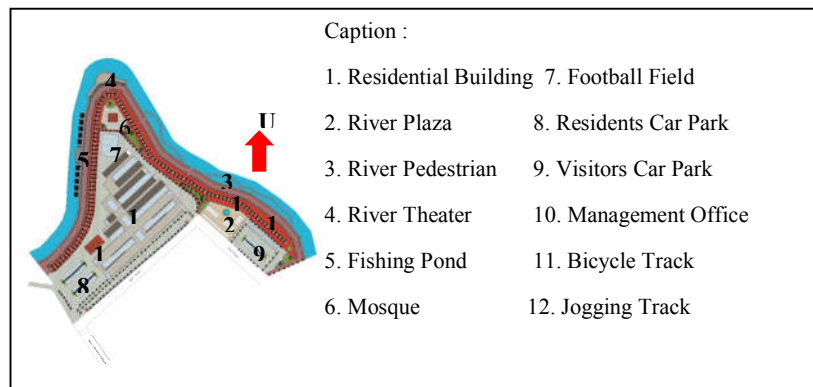 Caption :
1. Residential Building 7. Football Field
2. River Plaza 8. Residents Car Park
3. River Pedestrian 9. Visitors Car Park
4. River Theater 10. Management Office
5. Fishing Pond 11. Bicycle Track
6. Mosque 12. Jogging Track
4
6
U
7
5
3
1
1
2
1
1
9
8